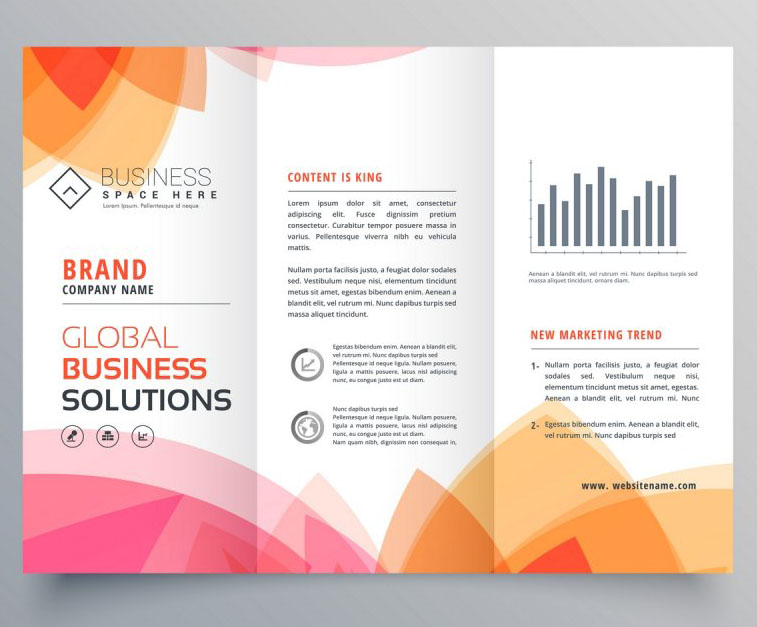 BUSINESS
SPACE HERE
Lorem Ipsum. Pellentesque id neque
BRAND
COMPANY NAME
GLOBAL
BUSINESS
SOLUTIONS
CONTENT IS KING
Lorem ipsum dolor sit amet, consectetur
adipiscing elit. Fusce dignissim pretium
consectetur. Curabitur tempor posuere massa in
varius. Pellentesque viverra nibh eu vehicula
mattis.
Nullam porta facilisis justo, a feugiat dolor sodales
sed. Vestibulum neque nisi, elementum tincidunt
metus sit amet, egestas bibendum enim. Aenean a
blandit elit, vel rutrum mi. Nunc dapibus turpis sed
massa aliquet tincidunt.
Egestas bibendum enim. Aenean a blandit elit,
vel rutrum mi. Nunc dapibus turpis sed
Pellentesque id neque ligula. Nullam posuere,
ligula a mattis posuere, lectus nisl adipiscing
nunc, eu congue justo est ut diam.
Nunc dapibus turpis sed
Pellentesque id neque ligula. Nullam posuere,
ligula a mattis posuere, lectus nisl adipiscing
nunc, eu congue justo est ut diam.
Nam quam nibh, dignissim non consequat in,
Aenean a blandit elit, vel rutrum mi. Nunc dapibus turpis sed
massa aliquet tincidunt. ornare diam.
NEW MARKETING TREND
1- Nullam porta facilisis justo, a feugiat dolor
sodales sed. Vestibulum neque nisi,
elementum tincidunt metus sit amet, egestas.
Aenean a blandit elit, vel rutrum mi. Nunc
2- Egestas bibendum enim. Aenean a blandit elit,
vel rutrum mi. Nunc dapibus turpis sed
www. websitename.com